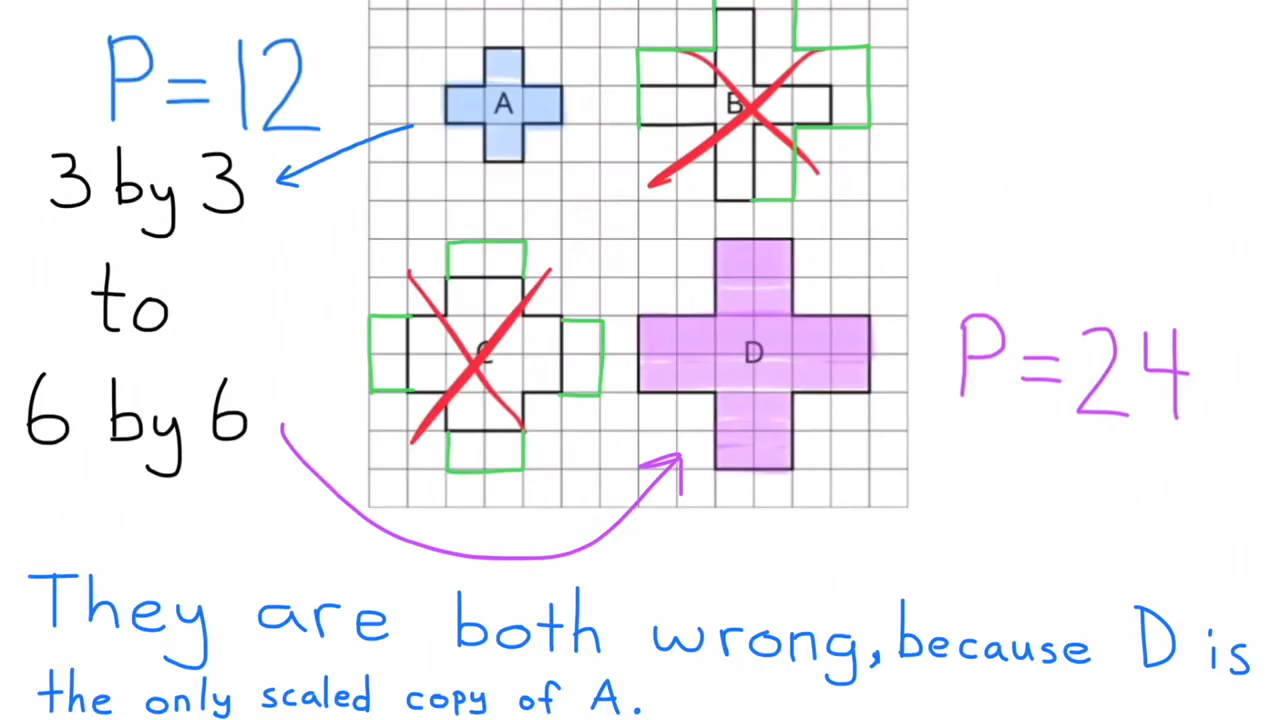 P=12
3 by 3
to
6 by 6
A
B
C
D
P=24
They are both wrong, because D is
the only scaled copy of A.